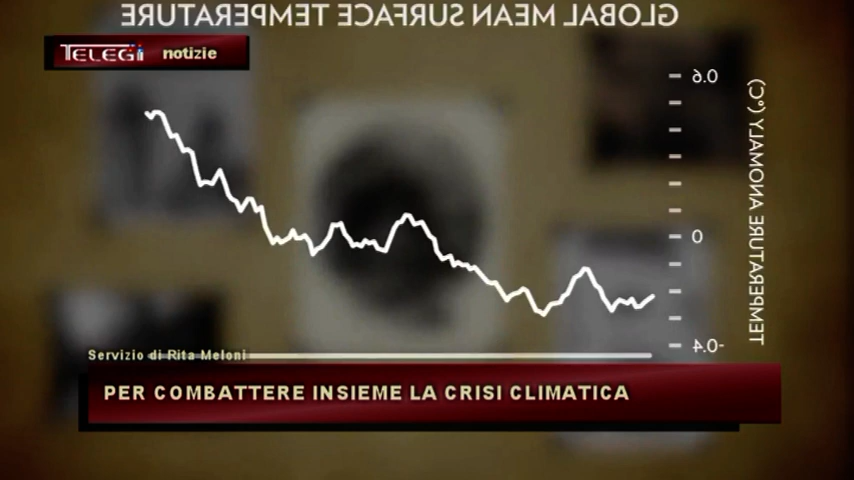 GLOBAL MEAN SURFACE TEMPERATURE
TELEGI notizie
0.6
TEMPERATURE ANOMALY (°C)
0
-0.4
Servizio di Rita Meloni
PER COMBATTERE INSIEME LA CRISI CLIMATICA